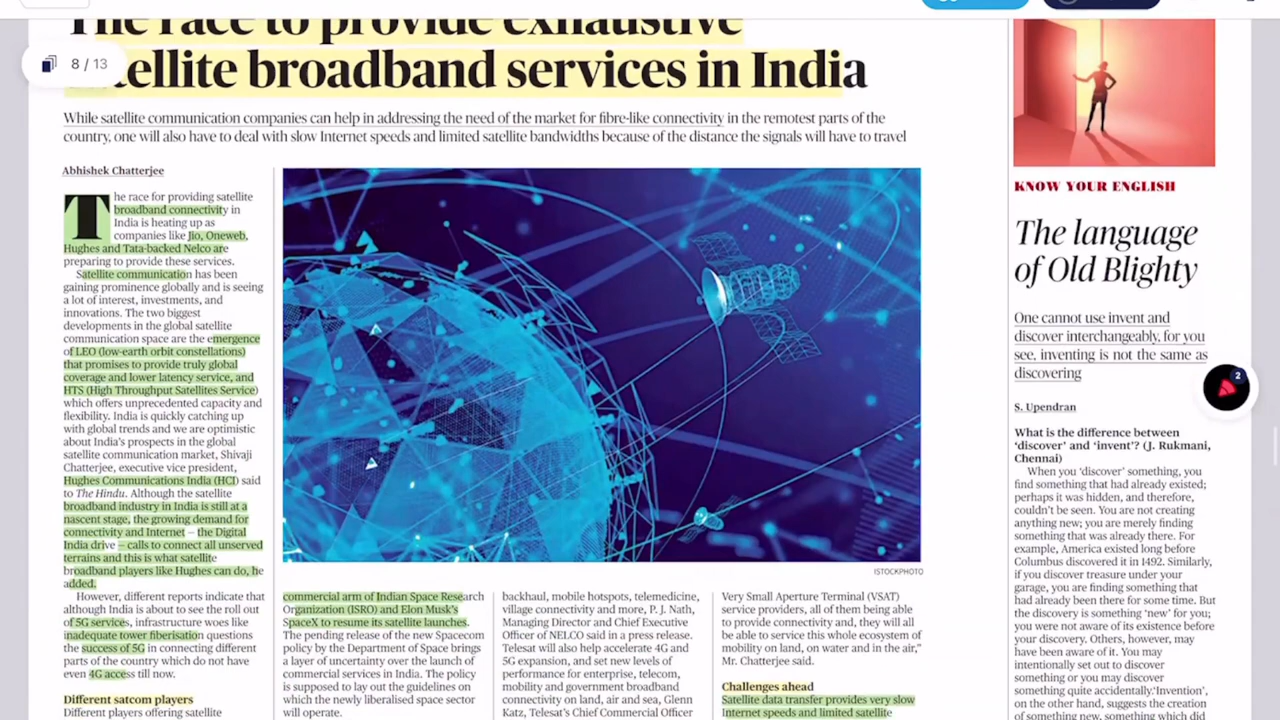 The race to provide exhaustive
8 / 13
satellite broadband services in India
While satellite communication companies can help in addressing the need of the market for fibre-like connectivity in the remotest parts of the
country, one will also have to deal with slow Internet speeds and limited satellite bandwidths because of the distance the signals will have to travel
Abhishek Chatterjee
The race for providing satellite
broadband connectivity in
India is heating up as
companies like Jio, Oneweb,
Hughes and Tata-backed Nelco are
preparing to provide these services.
Satellite communication has been
gaining prominence globally and is seeing
a lot of interest, investments, and
innovations. The two biggest
developments in the global satellite
communication space are the emergence
of LEO (low-earth orbit constellations)
that promises to provide truly global
coverage and lower latency service, and
HTS (High Throughput Satellites Service)
which offers unprecedented capacity and
flexibility. India is quickly catching up
with global trends and we are optimistic
about India's prospects in the global
satellite communication market, Shivaji
Chatterjee, executive vice president,
Hughes Communications India (HCI) said
to The Hindu. Although the satellite
broadband industry in India is still at a
nascent stage, the growing demand for
connectivity and Internet – the Digital
India drive – calls to connect all unserved
terrains and this is what satellite
broadband players like Hughes can do, he
added.
However, different reports indicate that
although India is about to see the roll out
of 5G services, infrastructure woes like
inadequate tower fiberisation questions
the success of 5G in connecting different
parts of the country which do not have
even 4G access till now.
Different satcom players
Different players offering satellite
ISTOCKPHOTO
commercial arm of Indian Space Research
Organization (ISRO) and Elon Musk's
SpaceX to resume its satellite launches.
The pending release of the new Spacecom
policy by the Department of Space brings
a layer of uncertainty over the launch of
commercial services in India. The policy
is supposed to lay out the guidelines on
which the newly liberalised space sector
will operate.
backhaul, mobile hotspots, telemedicine,
village connectivity and more, P. J. Nath,
Managing Director and Chief Executive
Officer of NELCO said in a press release.
Telesat will also help accelerate 4G and
5G expansion, and set new levels of
performance for enterprise, telecom,
mobility and government broadband
connectivity on land, air and sea, Glenn
Katz, Telesat's Chief Commercial Officer
Very Small Aperture Terminal (VSAT)
service providers, all of them being able
to provide connectivity and, they will all
be able to service this whole ecosystem of
mobility on land, on water and in the air,”
Mr. Chatterjee said.
Challenges ahead
Satellite data transfer provides very slow
Internet speeds and limited satellite
KNOW YOUR ENGLISH
The language
of Old Blighty
One cannot use invent and
discover interchangeably, for you
see, inventing is not the same as
discovering
2
S. Upendran
What is the difference between
‘discover’ and ‘invent’? (J. Rukmani,
Chennai)
When you ‘discover’ something, you
find something that had already existed;
perhaps it was hidden, and therefore,
couldn't be seen. You are not creating
anything new; you are merely finding
something that was already there. For
example, America existed long before
Columbus discovered it in 1492. Similarly,
if you discover treasure under your
garage, you are finding something that
had already been there for some time. But
the discovery is something ‘new’ for you;
you were not aware of its existence before
your discovery. Others, however, may
have been aware of it. You may
intentionally set out to discover
something or you may discover
something quite accidentally.‘Invention’,
on the other hand, suggests the creation
of something new, something which did